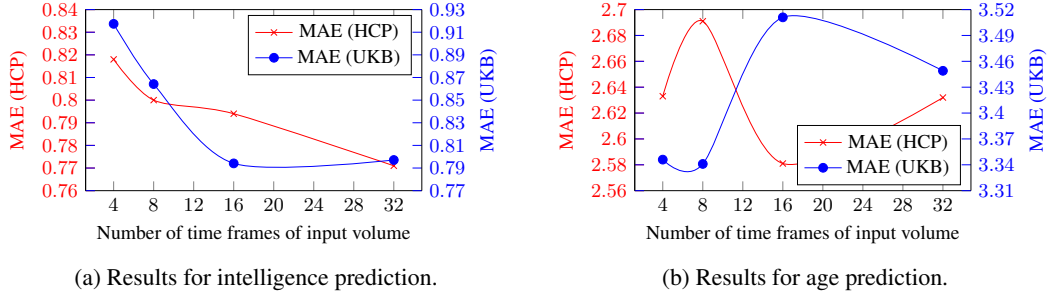 0.84
0.83
0.82
0.81
0.8
0.79
0.78
0.77
0.76
MAE (HCP)
MAE (HCP)
MAE (UKB)
0.93
0.91
0.89
0.87
0.85
0.83
0.81
0.79
0.77
MAE (UKB)
4 8 12 16 20 24 28 32
Number of time frames of input volume
(a) Results for intelligence prediction.
2.7
2.68
2.66
2.64
2.62
2.6
2.58
2.56
MAE (HCP)
MAE (HCP)
MAE (UKB)
3.52
3.49
3.46
3.4
3.4
3.36
3.34
3.31
MAE (UKB)
4 8 12 16 20 24 28 32
Number of time frames of input volume
(b) Results for age prediction.